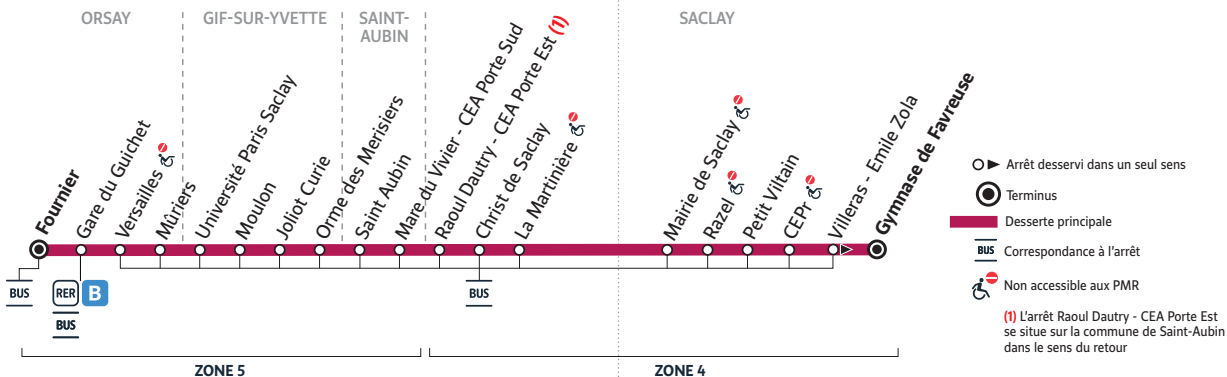 ORSAY
GIF-SUR-YVETTE
SAINT-
AUBIN
SACLAY
Fournier
Gare du Guichet
Versailles
Mûriers
Université Paris Saclay
Moulon
Joliot Curie
Orme des Merisiers
Saint Aubin
Mare du Vivier - CEA Porte Sud
Raoul Dautry - CEA Porte Est (1)
Christ de Saclay
La Martinière
Mairie de Saclay
Razel
Petit Viltain
CEPr
Villeras - Emile Zola
Gymnase de Favreuse
BUS
RER B
BUS
BUS
ZONE 5
ZONE 4
Arrêt desservi dans un seul sens
Terminus
Desserte principale
BUS Correspondance à l'arrêt
Non accessible aux PMR
(1) L'arrêt Raoul Dautry - CEA Porte Est
se situe sur la commune de Saint-Aubin
dans le sens du retour